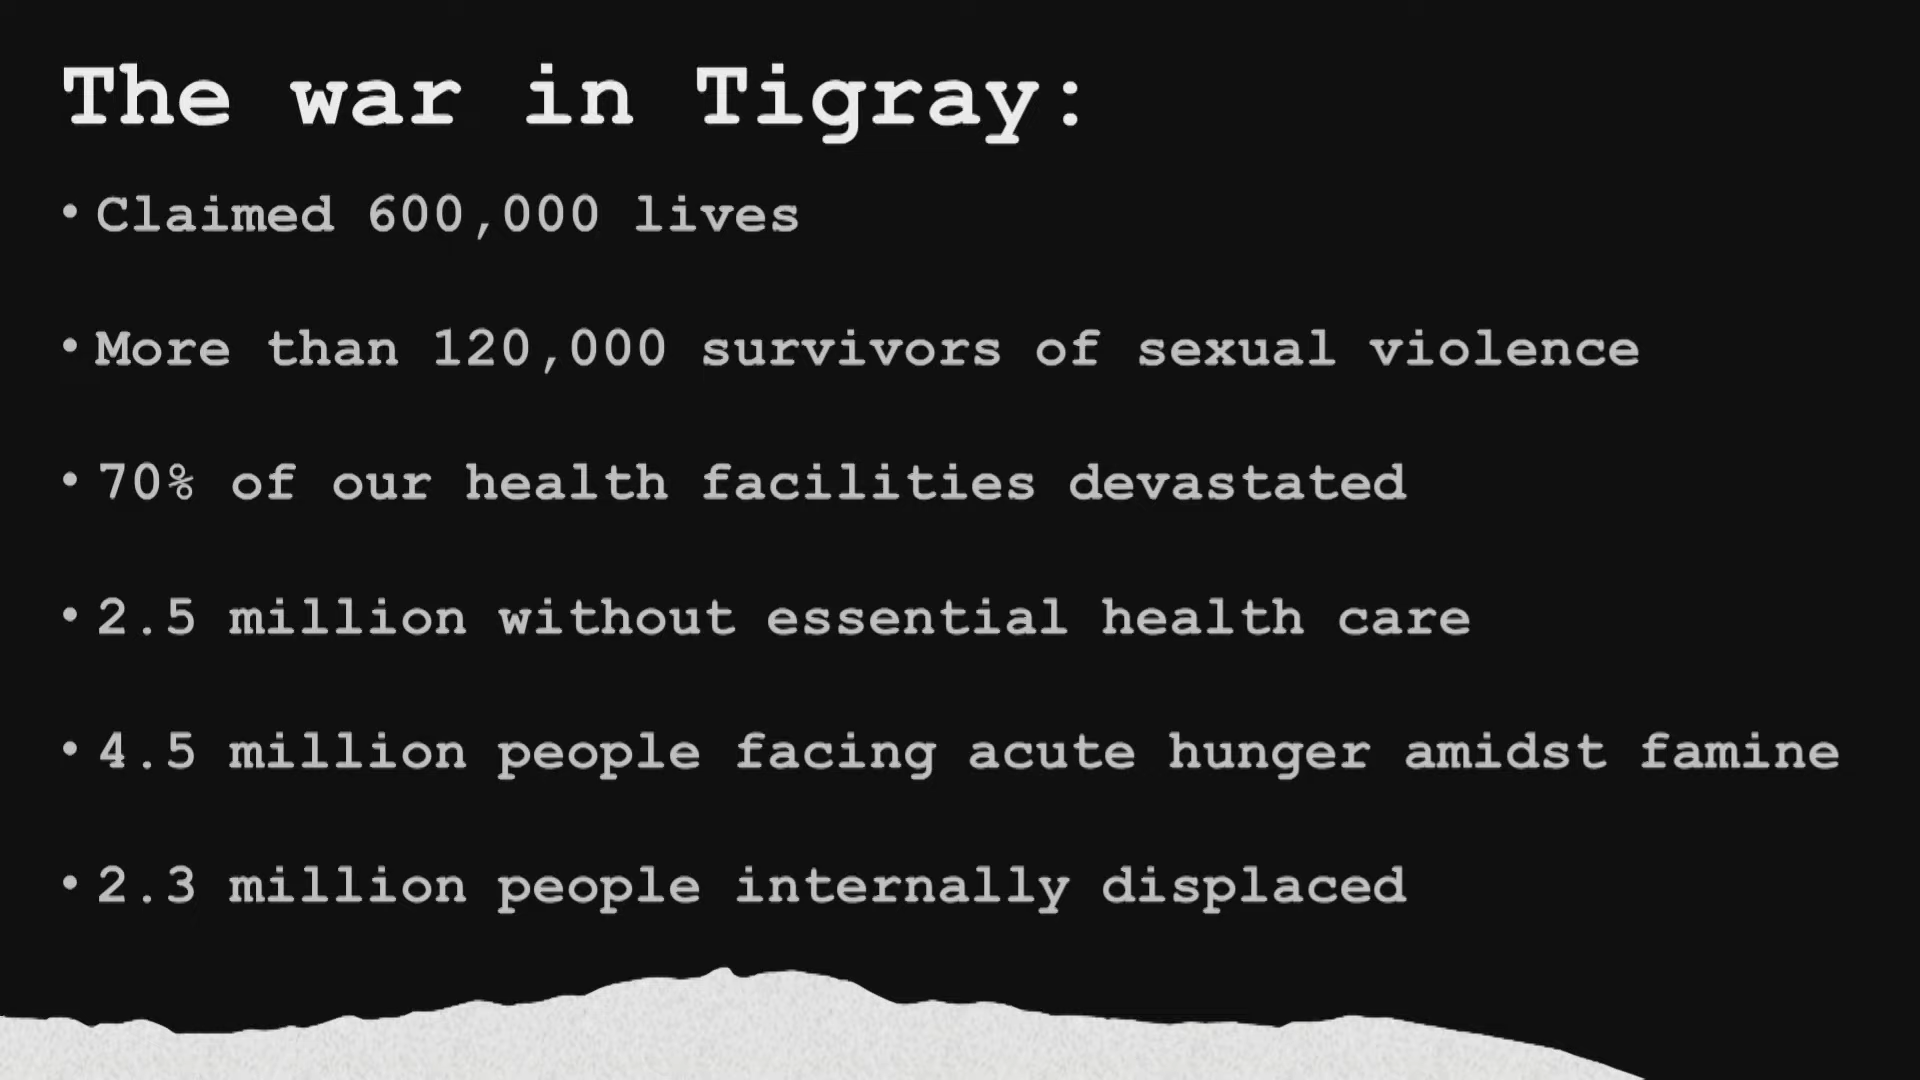 The war in Tigray:
• Claimed 600,000 lives
• More than 120,000 survivors of sexual violence
• 70% of our health facilities devastated
• 2.5 million without essential health care
• 4.5 million people facing acute hunger amidst famine
• 2.3 million people internally displaced